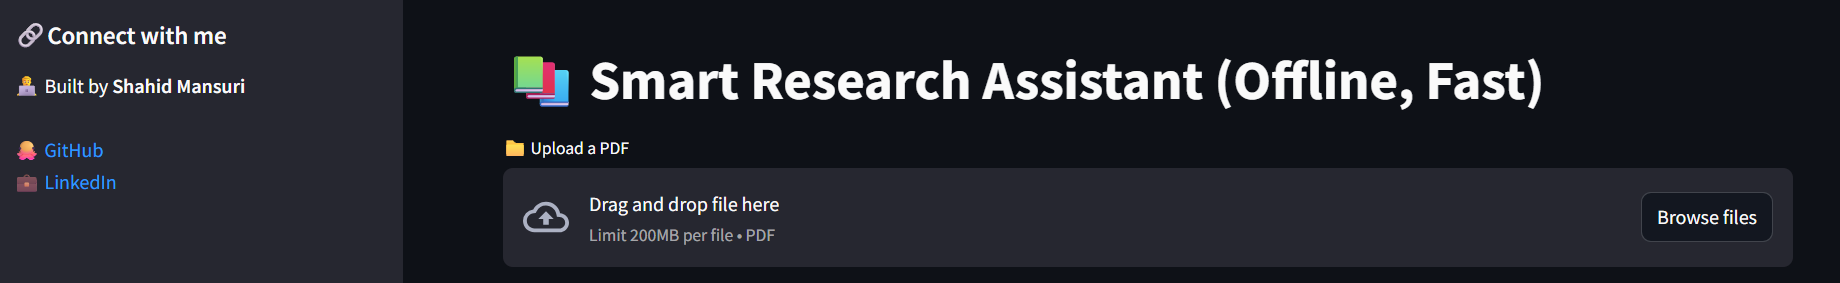 Connect with me
Built by Shahid Mansuri
GitHub
LinkedIn
Smart Research Assistant (Offline, Fast)
Upload a PDF
Drag and drop file here
Limit 200MB per file • PDF
Browse files